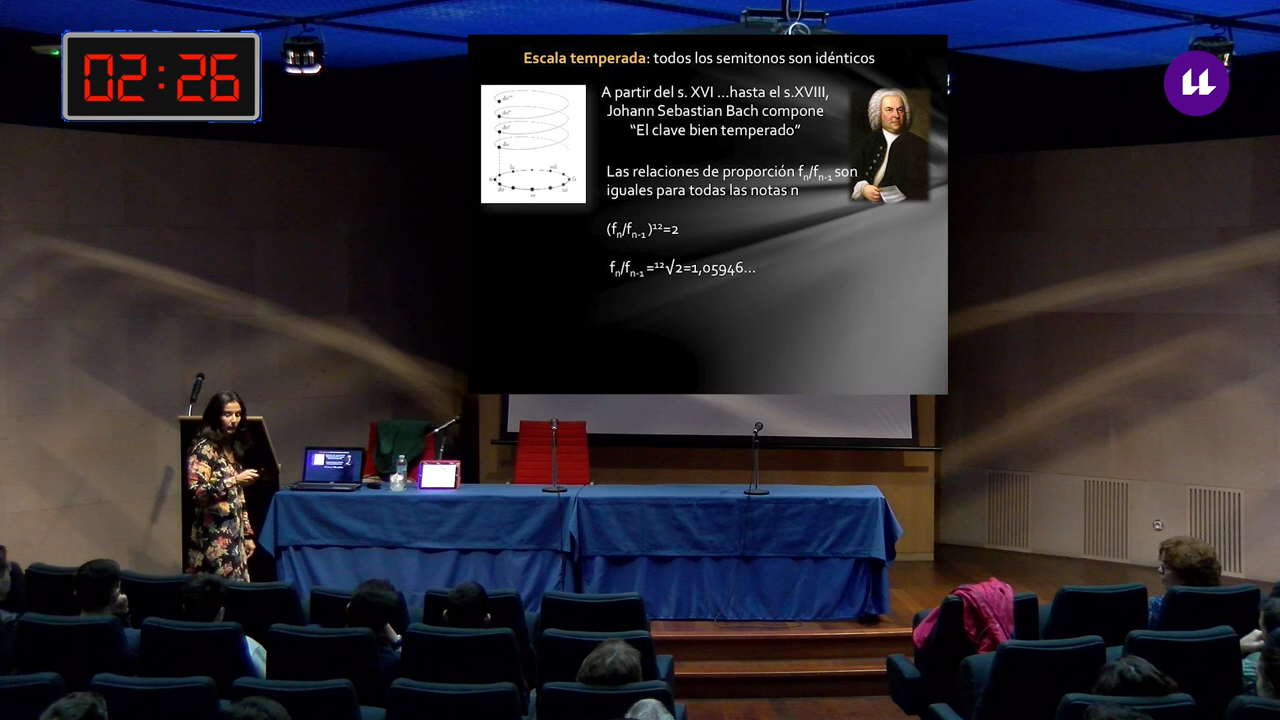 02:26
Escala temperada: todos los semitonos son idénticos
A partir del s. XVI ...hasta el s.XVIII,
Johann Sebastian Bach compone
“El clave bien temperado”
Las relaciones de proporción fn/fn-1 son
iguales para todas las notas n
(fn/fn-1)¹²=2
fn/fn-1 =¹²√2=1,05946...